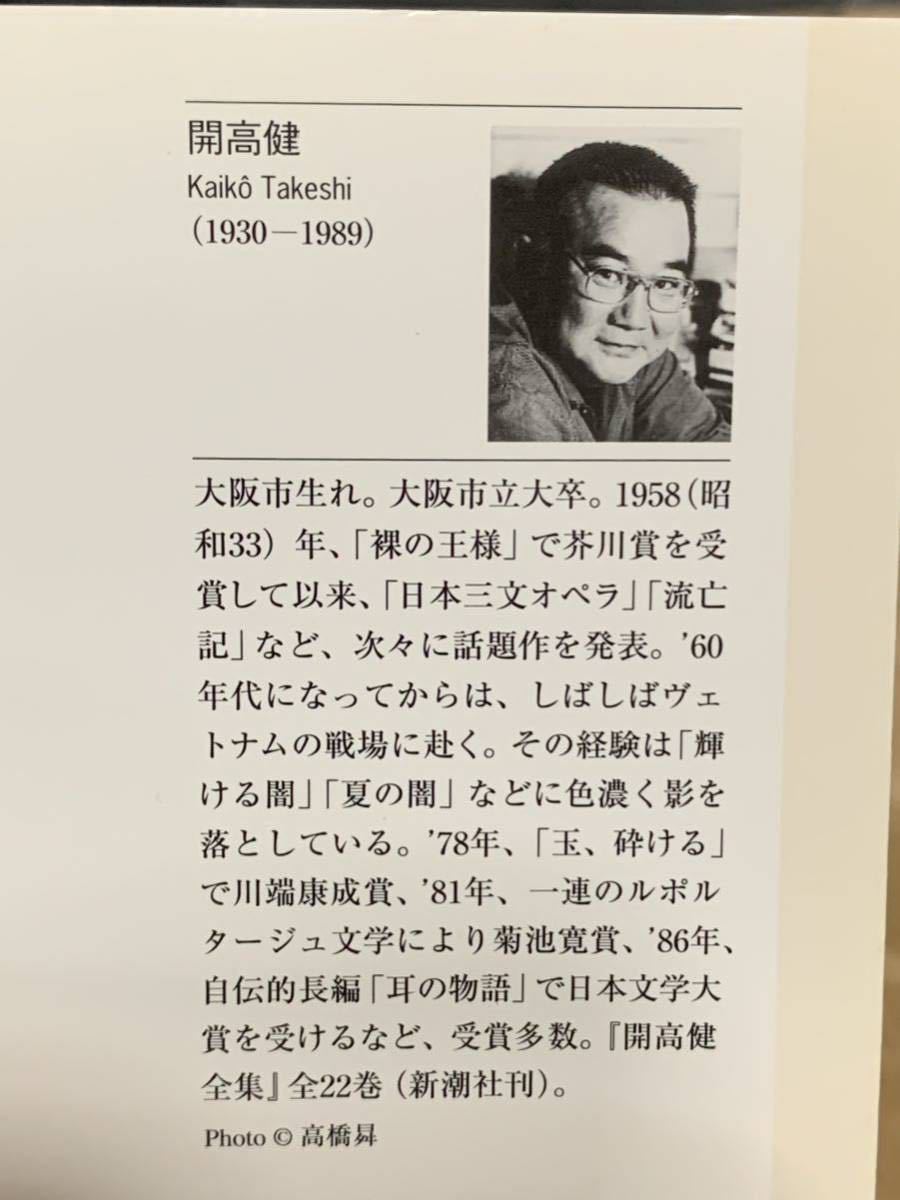 開高健
Kaikô Takeshi
(1930―1989)
大阪市生れ。大阪市立大卒。1958(昭
和33) 年、「裸の王様」で芥川賞を受
賞して以来、「日本三文オペラ」「流亡
記」など、次々に話題作を発表。’60
年代になってからは、しばしばヴェ
トナムの戦場に赴く。その経験は「輝
ける闇」「夏の闇」などに色濃く影を
落としている。’78年、「玉、砕ける」
で川端康成賞、’81年、一連のルポル
タージュ文学により菊池寛賞、’86年、
自伝的長編「耳の物語」で日本文学大
賞を受けるなど、受賞多数。『開高健
全集』全22巻 (新潮社刊)。
Photo © 高橋曻